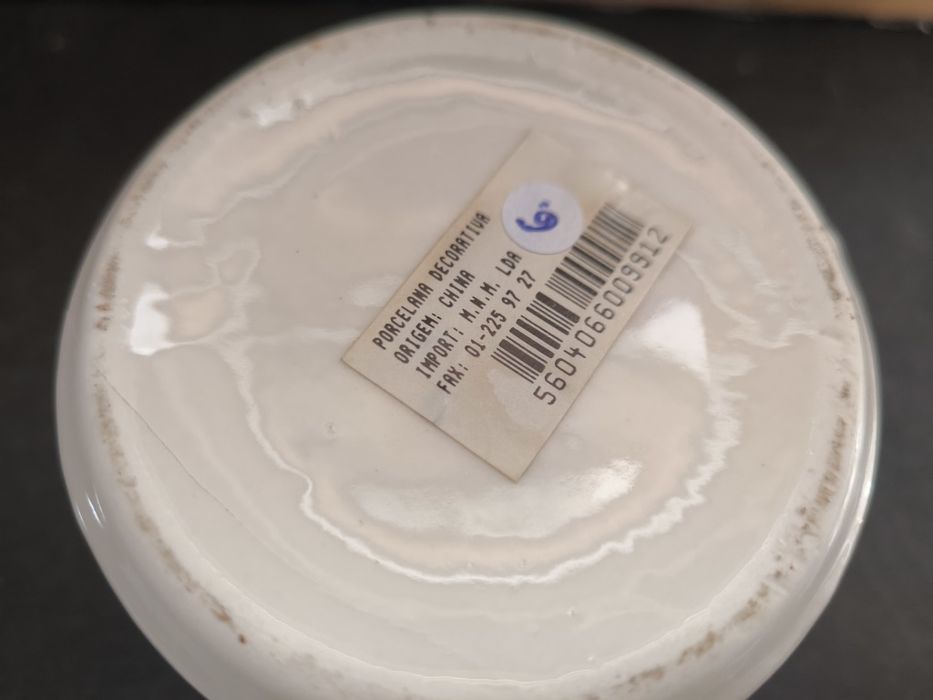 PORCELANA DECORATIVA
ORIGEM: CHINA
IMPORT: M.N.M. LDA
FAX: 01-225 97 27
5604066009912